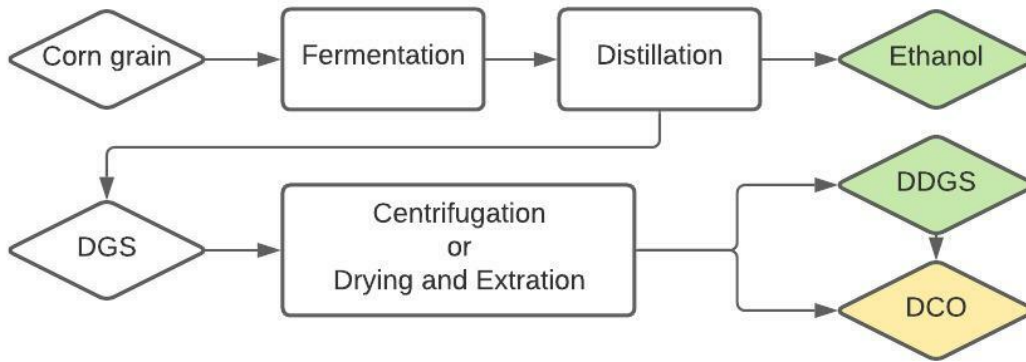 Corn grain
Fermentation
Distillation
Ethanol
DGS
Centrifugation
or
Drying and Extration
DDGS
DCO